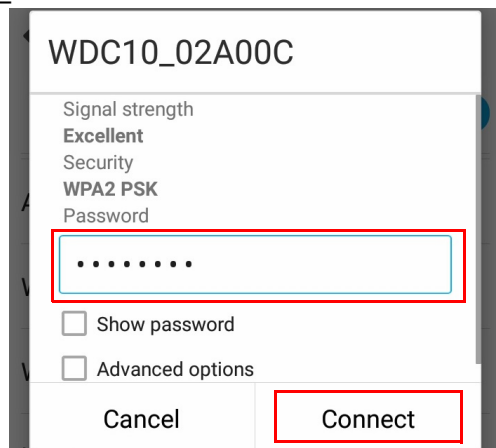 WDC10_02A00C
Signal strength
Excellent
Security
WPA2 PSK
Password
••••••••
Show password
Advanced options
Cancel
Connect